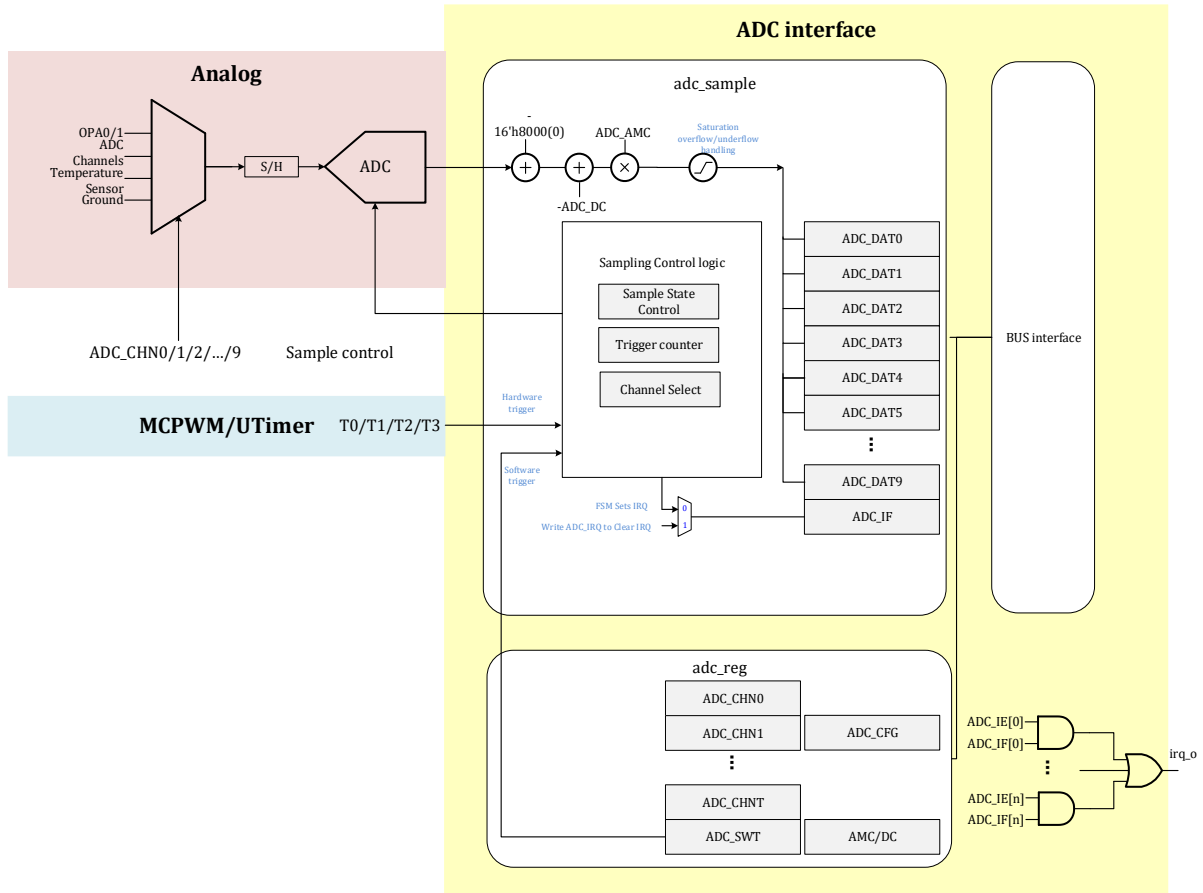 ADC interface
Analog
adc_sample
-
16'h8000(0)
ADC_AMC
Saturation
overflow/underflow
handling
OPA0/1
ADC
Channels
Temperature
Sensor
Ground
S/H
ADC
+
+
×
-ADC_DC
ADC_DAT0
ADC_DAT1
ADC_DAT2
ADC_DAT3
ADC_DAT4
ADC_DAT5
ADC_DAT9
ADC_IF
Sampling Control logic
Sample State
Control
Trigger counter
Channel Select
BUS interface
ADC_CHN0/1/2/.../9
Sample control
MCPWM/UTimer
T0/T1/T2/T3
Hardware
trigger
Software
trigger
FSM Sets IRQ
Write ADC_IRQ to Clear IRQ
0
1
adc_reg
ADC_CHN0
ADC_CHN1
ADC_CFG
ADC_CHNT
ADC_SWT
AMC/DC
ADC_IE[0]
ADC_IF[0]
ADC_IE[n]
ADC_IF[n]
irq_o